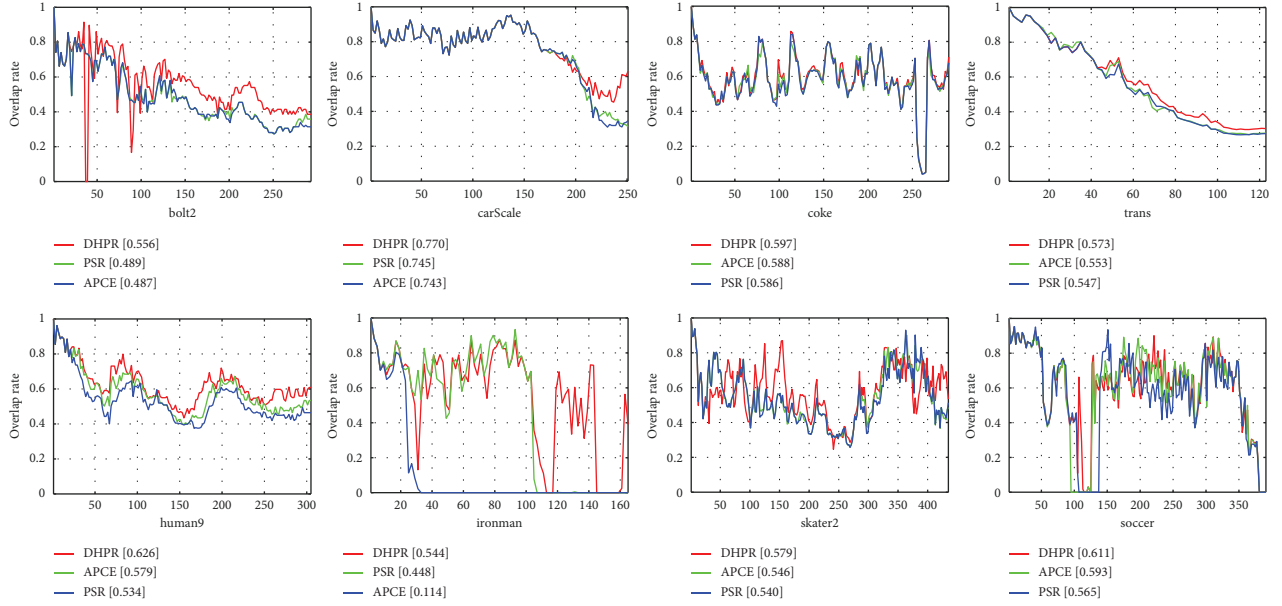 Overlap rate
1
0.8
0.6
0.4
0.2
0
50 100 150 200 250
bolt2
DHPR [0.556]
PSR [0.489]
APCE [0.487]
Overlap rate
1
0.8
0.6
0.4
0.2
0
50 100 150 200 250
carScale
DHPR [0.770]
PSR [0.745]
APCE [0.743]
Overlap rate
1
0.8
0.6
0.4
0.2
0
50 100 150 200 250
coke
DHPR [0.597]
APCE [0.588]
PSR [0.586]
Overlap rate
1
0.8
0.6
0.4
0.2
0
20 40 60 80 100 120
trans
DHPR [0.573]
APCE [0.553]
PSR [0.547]
Overlap rate
1
0.8
0.6
0.4
0.2
0
50 100 150 200 250 300
human9
DHPR [0.626]
APCE [0.579]
PSR [0.534]
Overlap rate
1
0.8
0.6
0.4
0.2
0
20 40 60 80 100 120 140 160
ironman
DHPR [0.544]
PSR [0.448]
APCE [0.114]
Overlap rate
1
0.8
0.6
0.4
0.2
0
50 100 150 200 250 300 350 400
skater2
DHPR [0.579]
APCE [0.546]
PSR [0.540]
Overlap rate
1
0.8
0.6
0.4
0.2
0
50 100 150 200 250 300 350
soccer
DHPR [0.611]
APCE [0.593]
PSR [0.565]